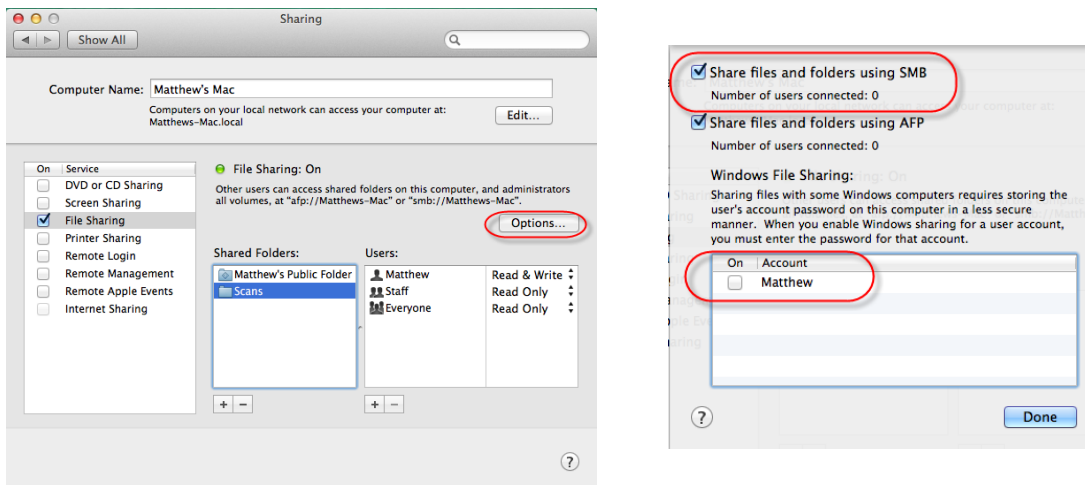 Sharing
Show All
Computer Name: Matthew's Mac
Computers on your local network can access your computer at:
Matthews-Mac.local
Edit...
On Service
DVD or CD Sharing
Screen Sharing
File Sharing
Printer Sharing
Remote Login
Remote Management
Remote Apple Events
Internet Sharing
File Sharing: On
Other users can access shared folders on this computer, and administrators
all volumes, at "afp://Matthews-Mac" or "smb://Matthews-Mac".
Options...
Shared Folders:
Matthew's Public Folder
Scans
Users:
Matthew Read & Write
Staff Read Only
Everyone Read Only
+ −
+ −
?
Share files and folders using SMB
Number of users connected: 0
Share files and folders using AFP
Number of users connected: 0
Windows File Sharing:
Sharing files with some Windows computers requires storing the
user's account password on this computer in a less secure
manner. When you enable Windows sharing for a user account,
you must enter the password for that account.
On Account
Matthew
?
Done